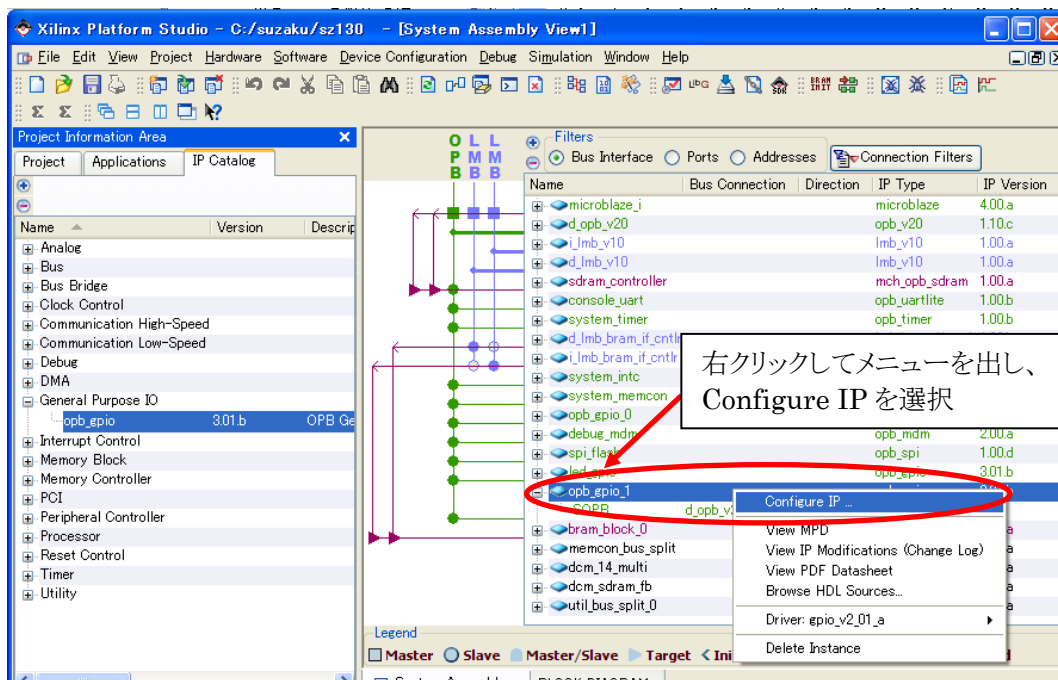 Xilinx Platform Studio - C:/suzaku/sz130 - [System Assembly View1]
File Edit View Project Hardware Software Device Configuration Debug Simulation Window Help
Project Information Area
Project Applications IP Catalog
Name Version Descrip
Analog
Bus
Bus Bridge
Clock Control
Communication High-Speed
Communication Low-Speed
Debug
DMA
General Purpose IO
opb_gpio 3.01.b OPB Ge
Interrupt Control
Memory Block
Memory Controller
PCI
Peripheral Controller
Processor
Reset Control
Timer
Utility
OPB LMB LMB
Filters
Bus Interface Ports Addresses Connection Filters
Name Bus Connection Direction IP Type IP Version
microblaze_i microblaze 4.00.a
d_opb_v20 opb_v20 1.10.c
i_lmb_v10 lmb_v10 1.00.a
d_lmb_v10 lmb_v10 1.00.a
sdram_controller mch_opb_sdram 1.00.a
console_uart opb_uartlite 1.00.b
system_timer opb_timer 1.00.b
d_lmb_bram_if_cntlr
i_lmb_bram_if_cntlr
system_intc
system_memcon
opb_gpio_0
debug_mdm opb_mdm 2.00.a
spi_flash opb_spi 1.00.d
led_gpio opb_gpio 3.01.b
opb_gpio_1
SOPB d_opb_v
bram_block_0 a
memcon_bus_split a
dcm_14_multi a
dcm_sdram_fb a
util_bus_split_0 a
右クリックしてメニューを出し、
Configure IP を選択
Configure IP ...
View MPD
View IP Modifications (Change Log)
View PDF Datasheet
Browse HDL Sources...
Driver: gpio_v2_01_a
Delete Instance
Legend
Master Slave Master/Slave Target Ini